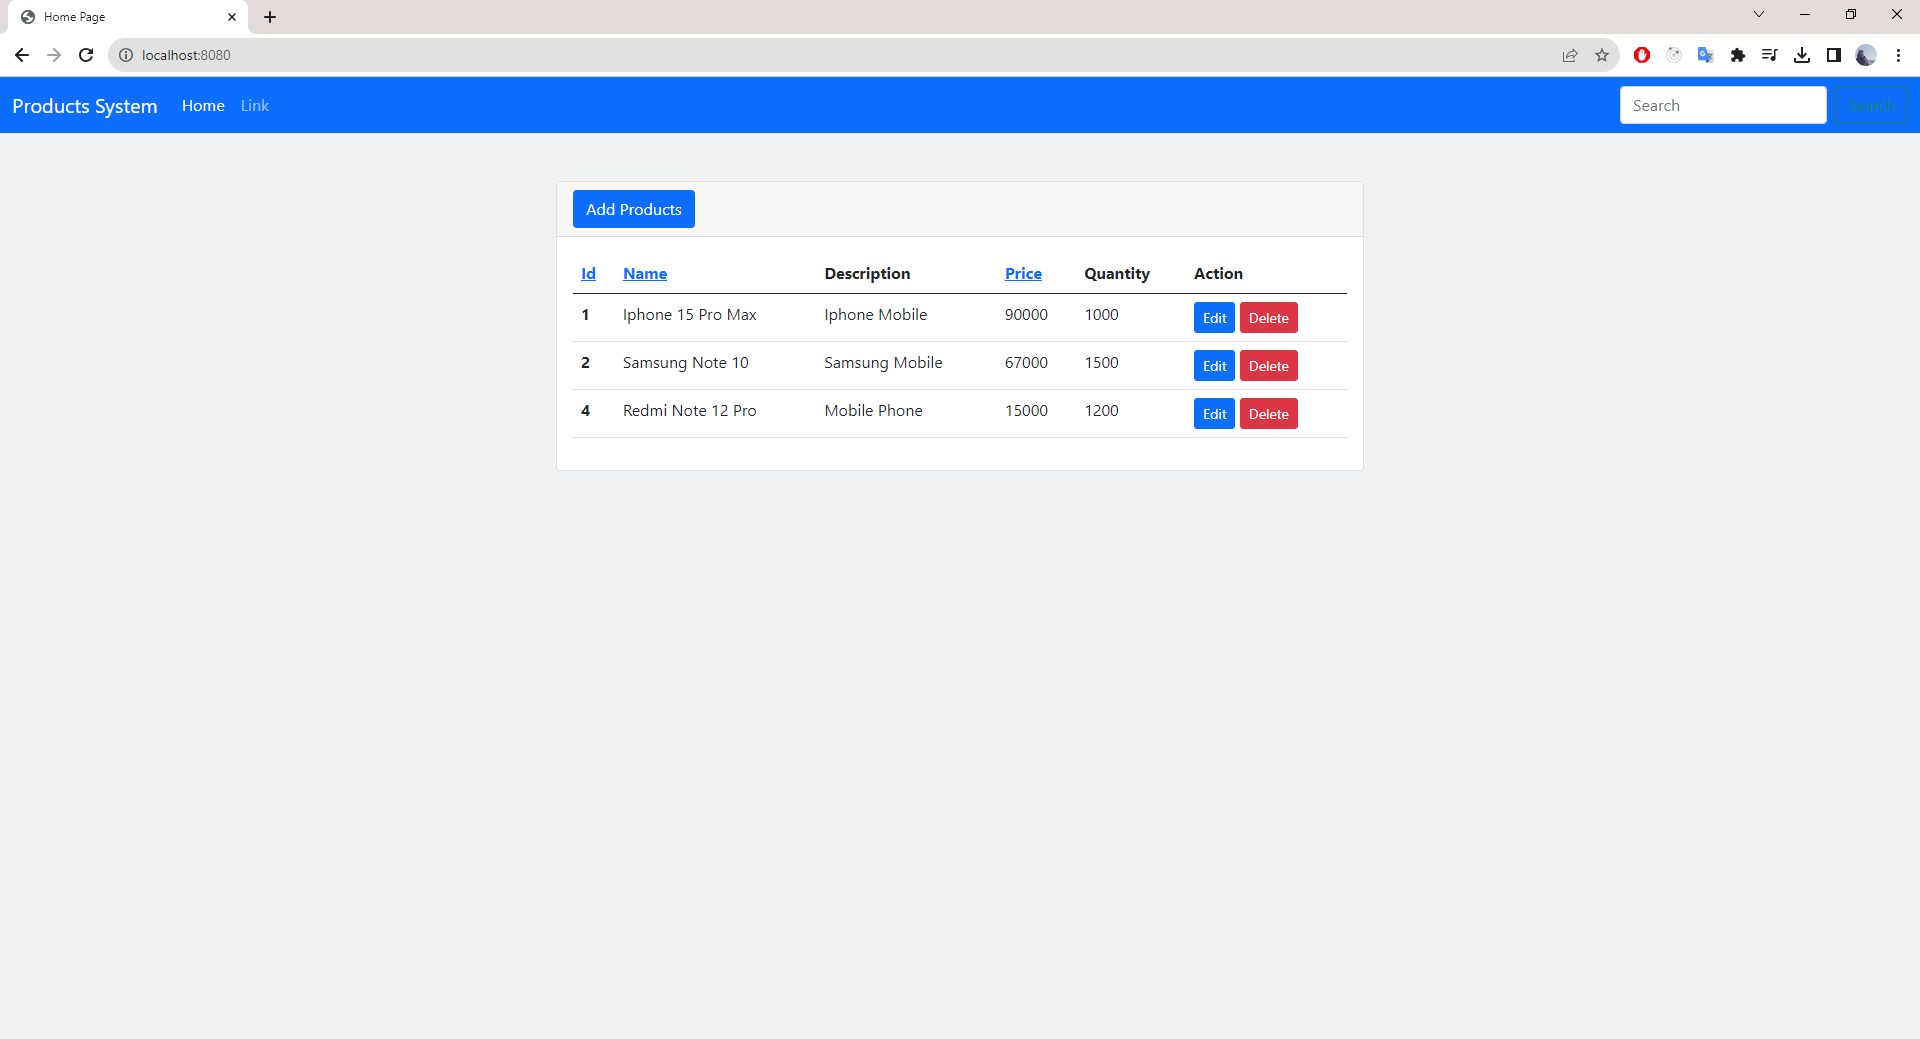 Home Page
localhost:8080
Products System Home Link Search Search
Add Products
Id Name Description Price Quantity Action
1 Iphone 15 Pro Max Iphone Mobile 90000 1000 Edit Delete
2 Samsung Note 10 Samsung Mobile 67000 1500 Edit Delete
4 Redmi Note 12 Pro Mobile Phone 15000 1200 Edit Delete